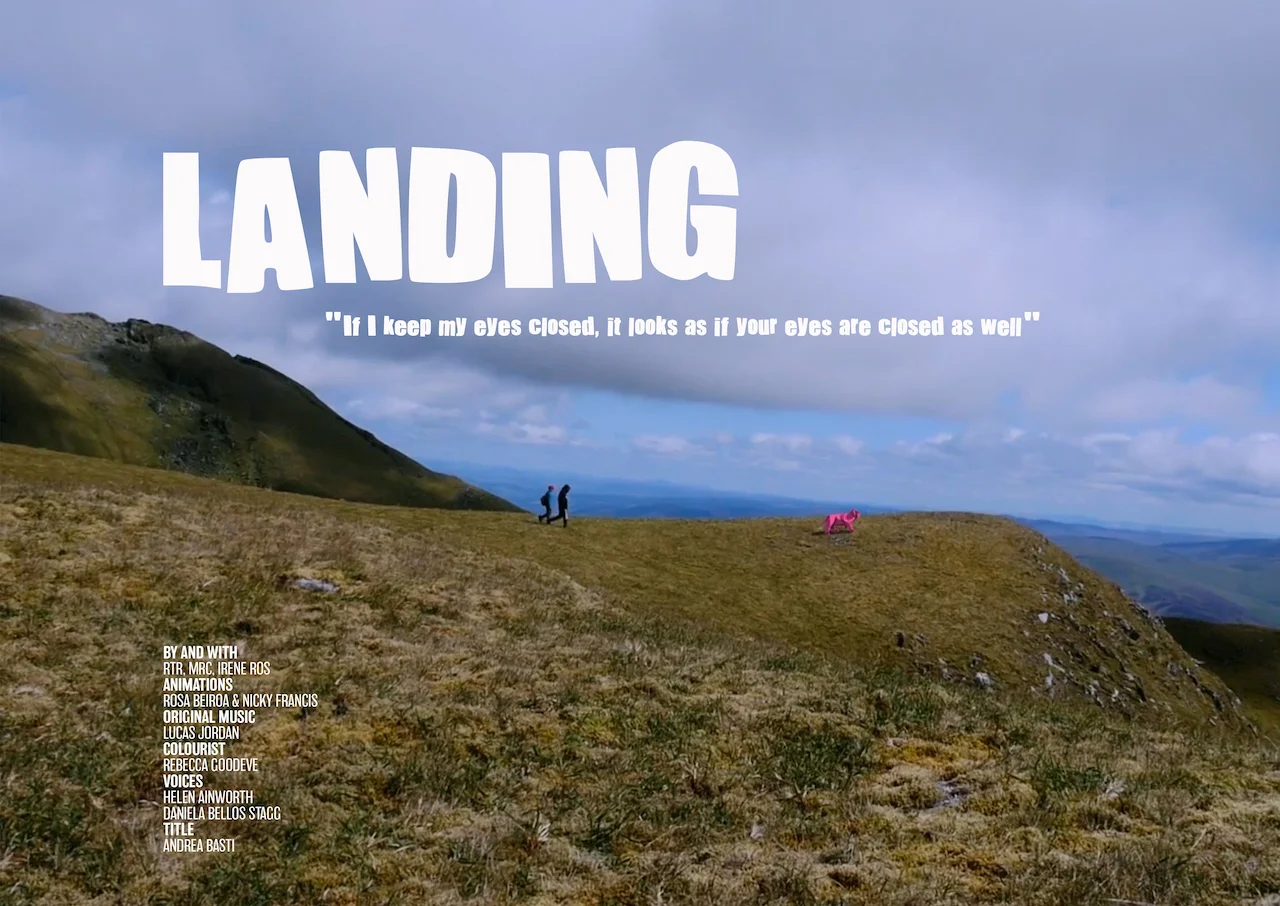 LANDING
"If I keep my eyes closed, it looks as if your eyes are closed as well"
BY AND WITH
RTR, MRC, IRENE ROS
ANIMATIONS
ROSA BEIROA & NICKY FRANCIS
ORIGINAL MUSIC
LUCAS JORDAN
COLOURIST
REBECCA GOODEVE
VOICES
HELEN AINWORTH
DANIELA BELLOS STAGG
TITLE
ANDREA BASTI